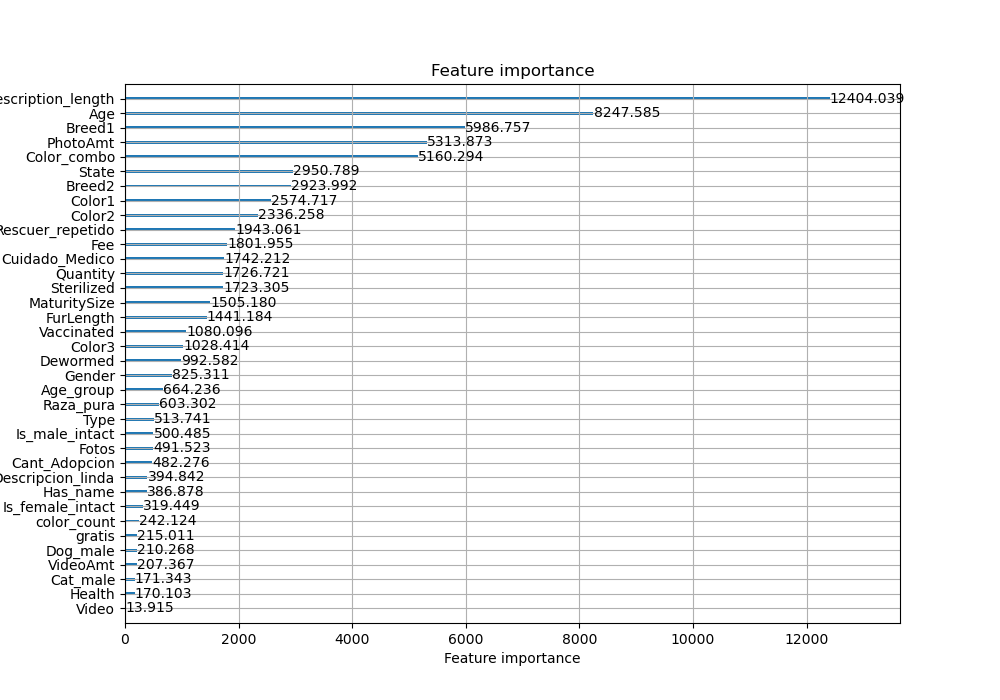 Feature importance
escription_length 12404.039
Age 8247.585
Breed1 5986.757
PhotoAmt 5313.873
Color_combo 5160.294
State 2950.789
Breed2 2923.992
Color1 2574.717
Color2 2336.258
Rescuer_repetido 1943.061
Fee 1801.955
Cuidado_Medico 1742.212
Quantity 1726.721
Sterilized 1723.305
MaturitySize 1505.180
FurLength 1441.184
Vaccinated 1080.096
Color3 1028.414
Dewormed 992.582
Gender 825.311
Age_group 664.236
Raza_pura 603.302
Type 513.741
Is_male_intact 500.485
Fotos 491.523
Cant_Adopcion 482.276
Descripcion_linda 394.842
Has_name 386.878
Is_female_intact 319.449
color_count 242.124
gratis 215.011
Dog_male 210.268
VideoAmt 207.367
Cat_male 171.343
Health 170.103
Video 13.915
0 2000 4000 6000 8000 10000 12000
Feature importance